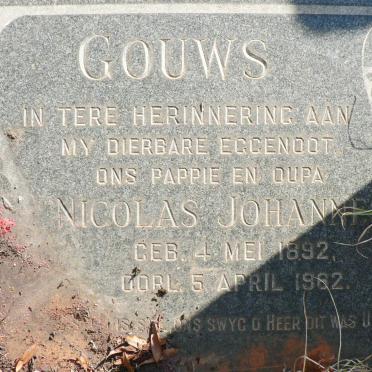 GOUWS
IN TERE HERINNERING AAN
MY DIERBARE EGGENOOT
ONS PAPPIE EN OUPA
NICOLAS JOHANN
GEB. 4 MEI 1892,
OORL. 5 APRIL 1962.
ONS SWYG O HEER DIT WAS U